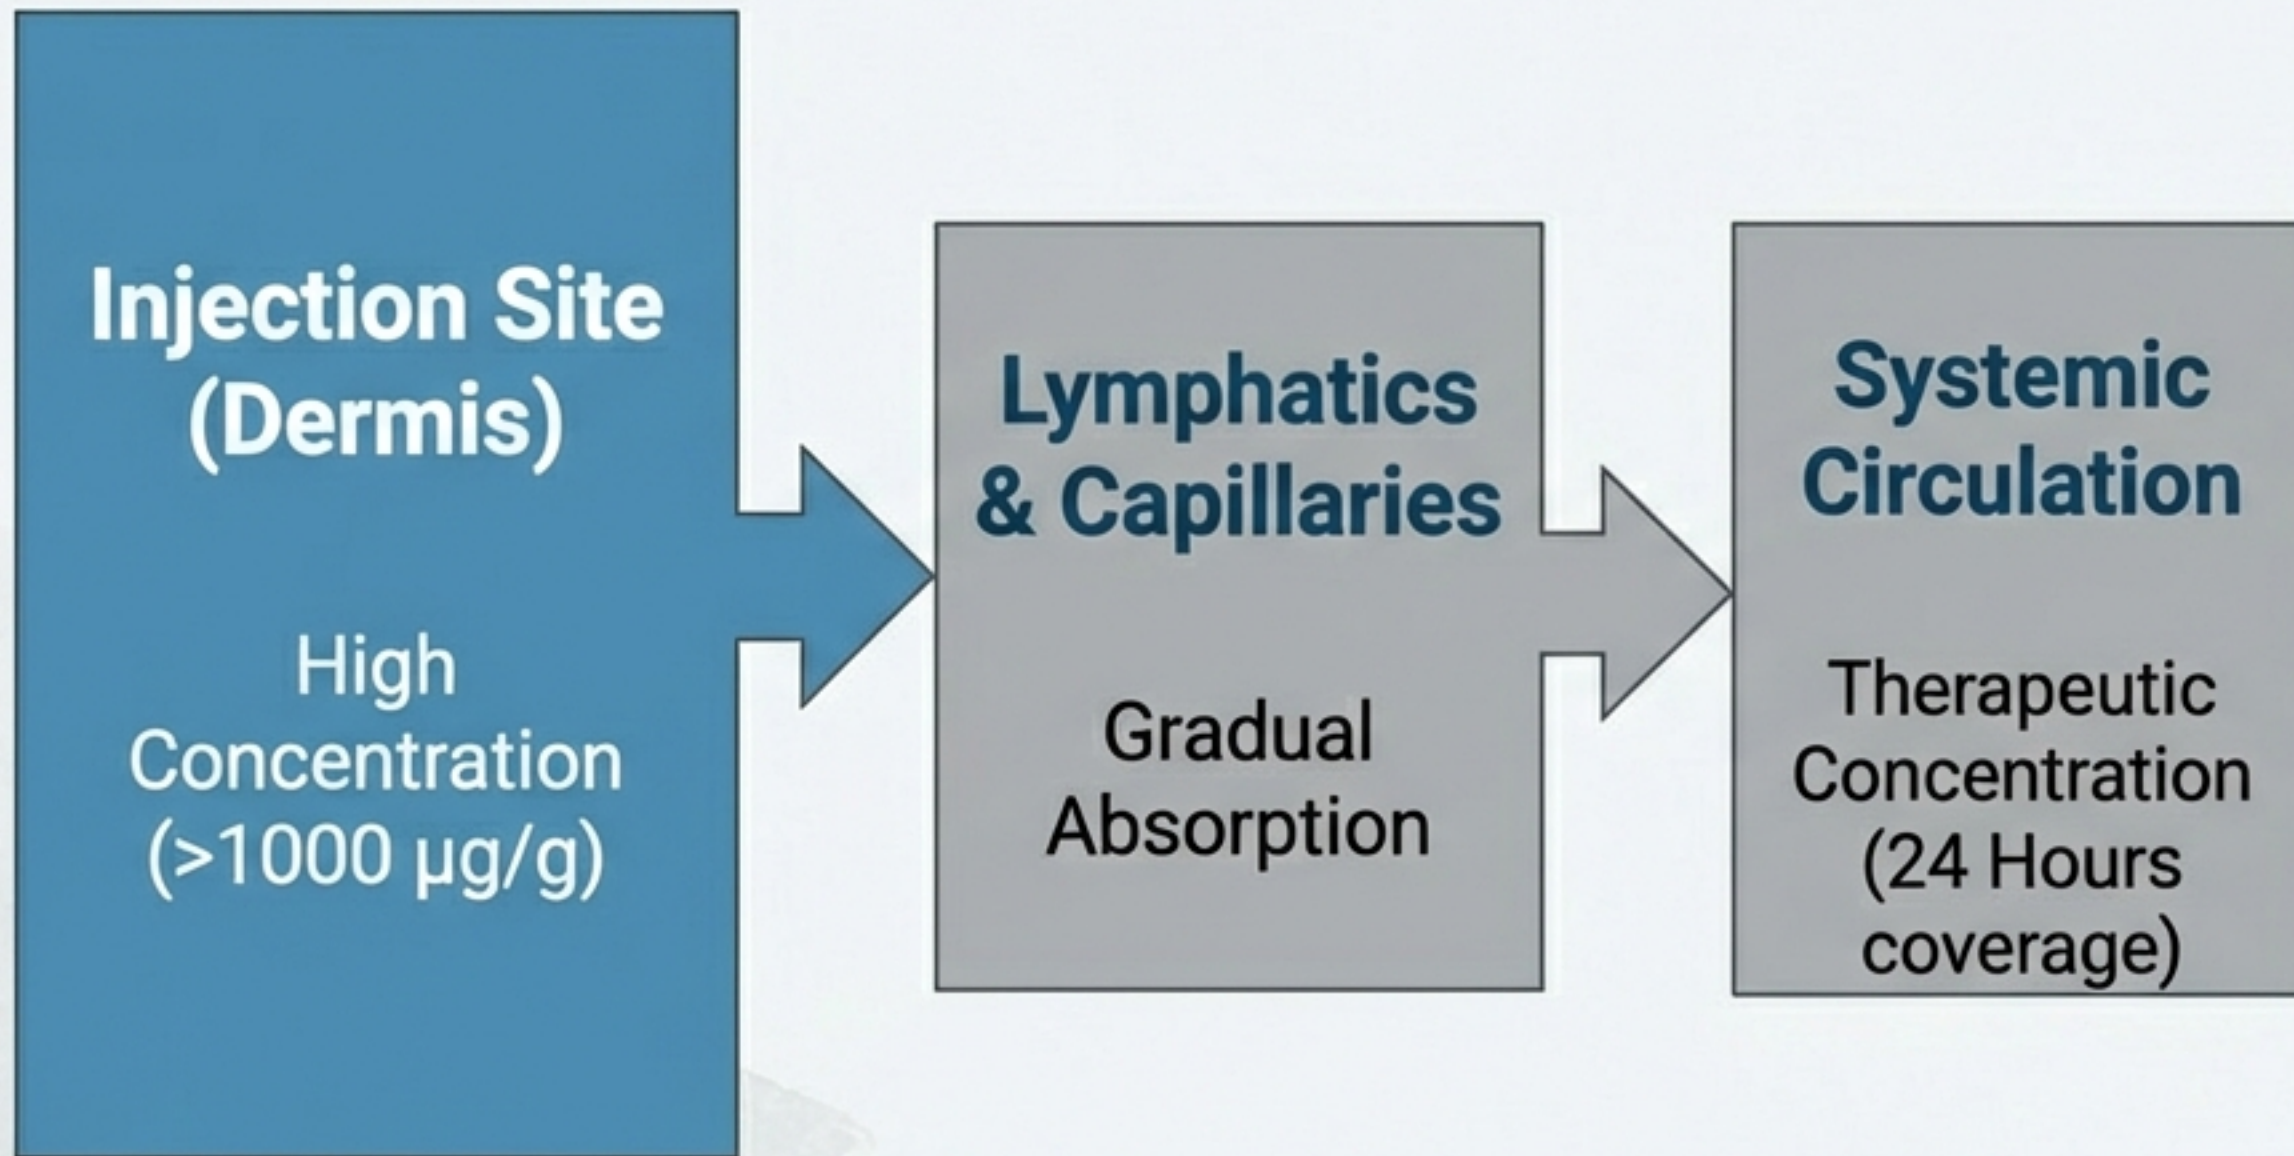 Injection Site
(Dermis)
High
Concentration
(>1000 µg/g)
Lymphatics
& Capillaries
Gradual
Absorption
Systemic
Circulation
Therapeutic
Concentration
(24 Hours
coverage)